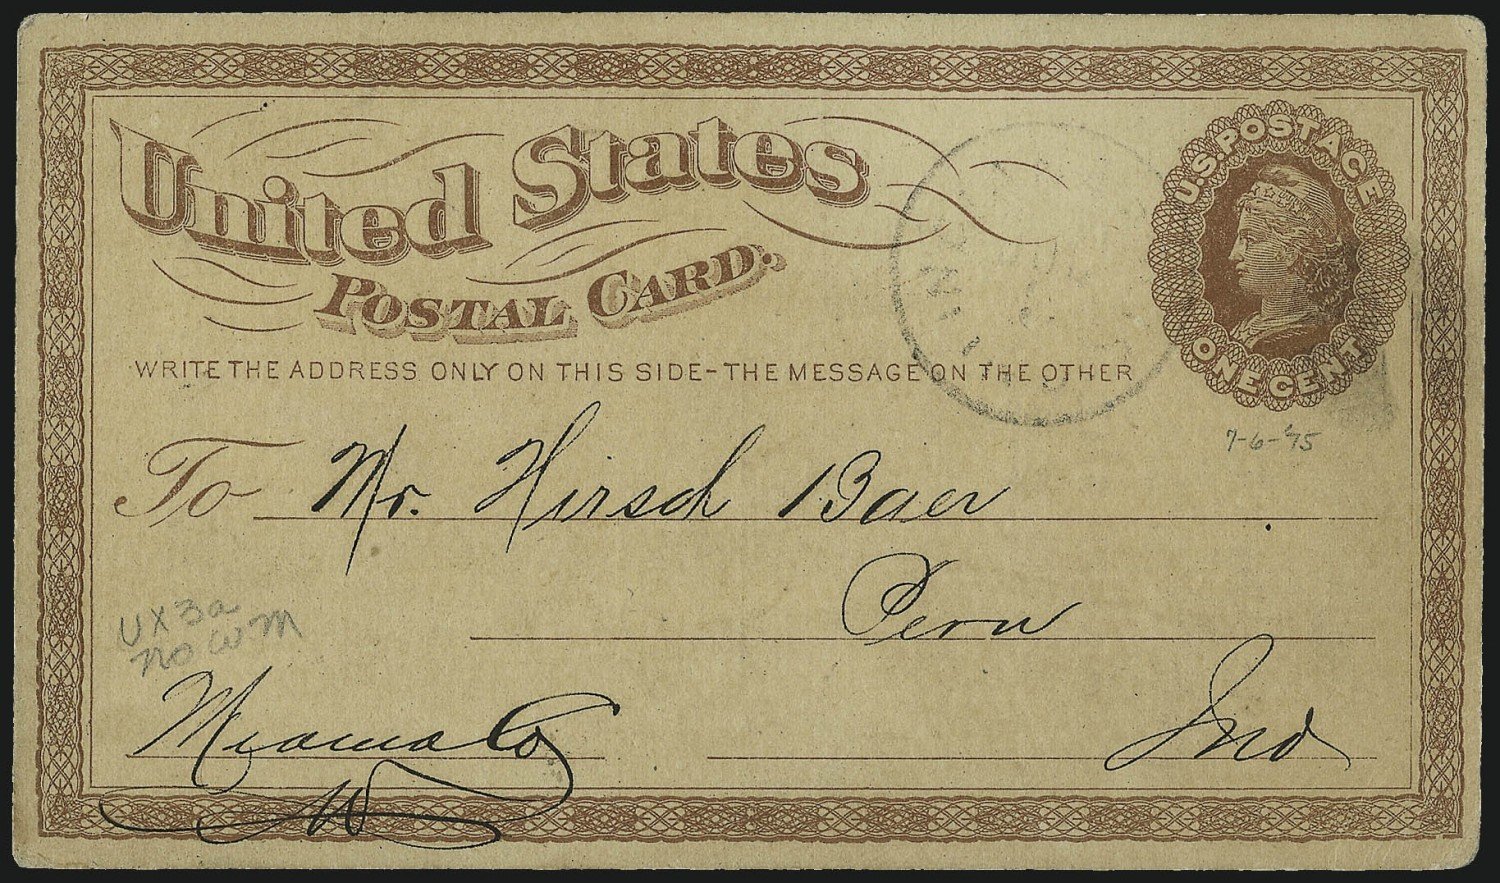 United States
POSTAL CARD.
U.S. POSTAGE
ONE CENT
WRITE THE ADDRESS ONLY ON THIS SIDE-THE MESSAGE ON THE OTHER
7-6-'75
To Mr. Hirsch Baer
Peru
UX3a
no WM
Miama Co
Ind